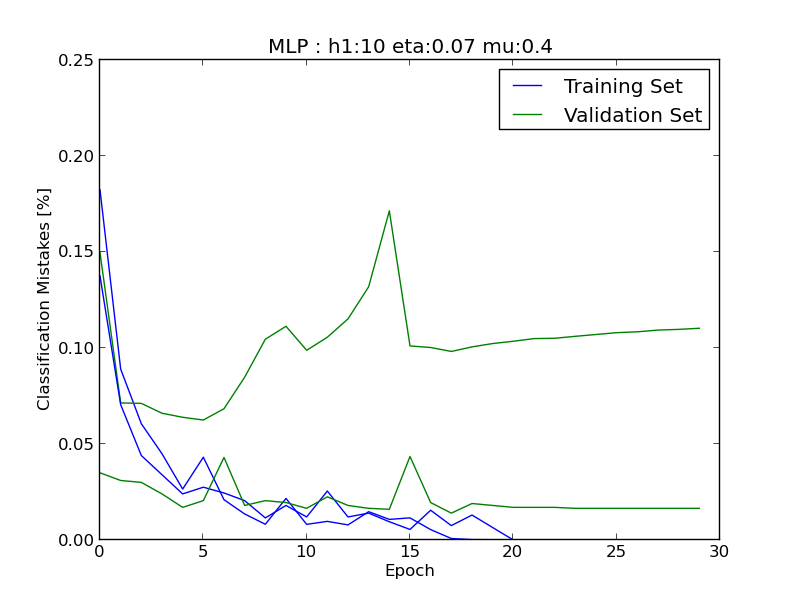 MLP : h1:10 eta:0.07 mu:0.4
Training Set
Validation Set
Classification Mistakes [%]
0.25
0.20
0.15
0.10
0.05
0.00
0 5 10 15 20 25 30
Epoch